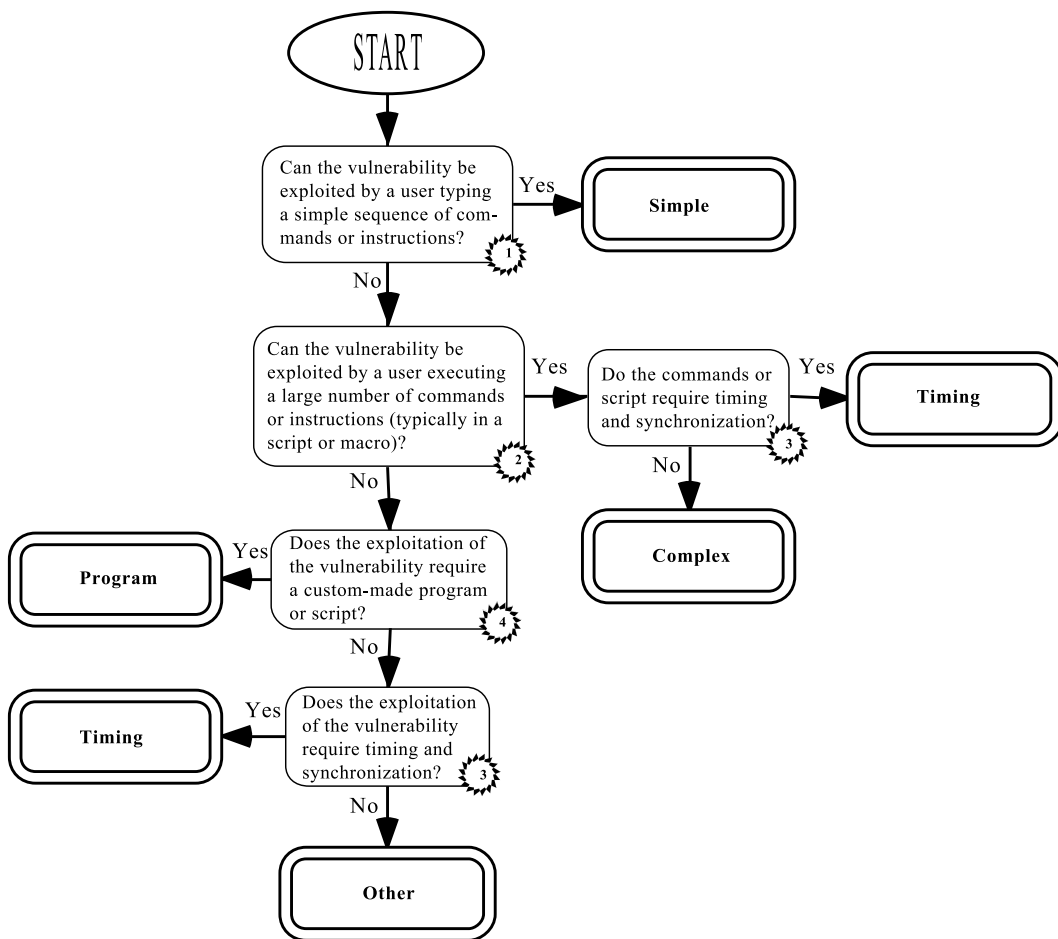 START
Can the vulnerability be
exploited by a user typing
a simple sequence of com-
mands or instructions?
1
Yes
Simple
No
Can the vulnerability be
exploited by a user executing
a large number of commands
or instructions (typically in a
script or macro)?
2
Yes
Do the commands or
script require timing
and synchronization?
3
Yes
Timing
No
Complex
No
Does the exploitation of
the vulnerability require
a custom-made program
or script?
4
Yes
Program
No
Does the exploitation
of the vulnerability
require timing and
synchronization?
3
Yes
Timing
No
Other